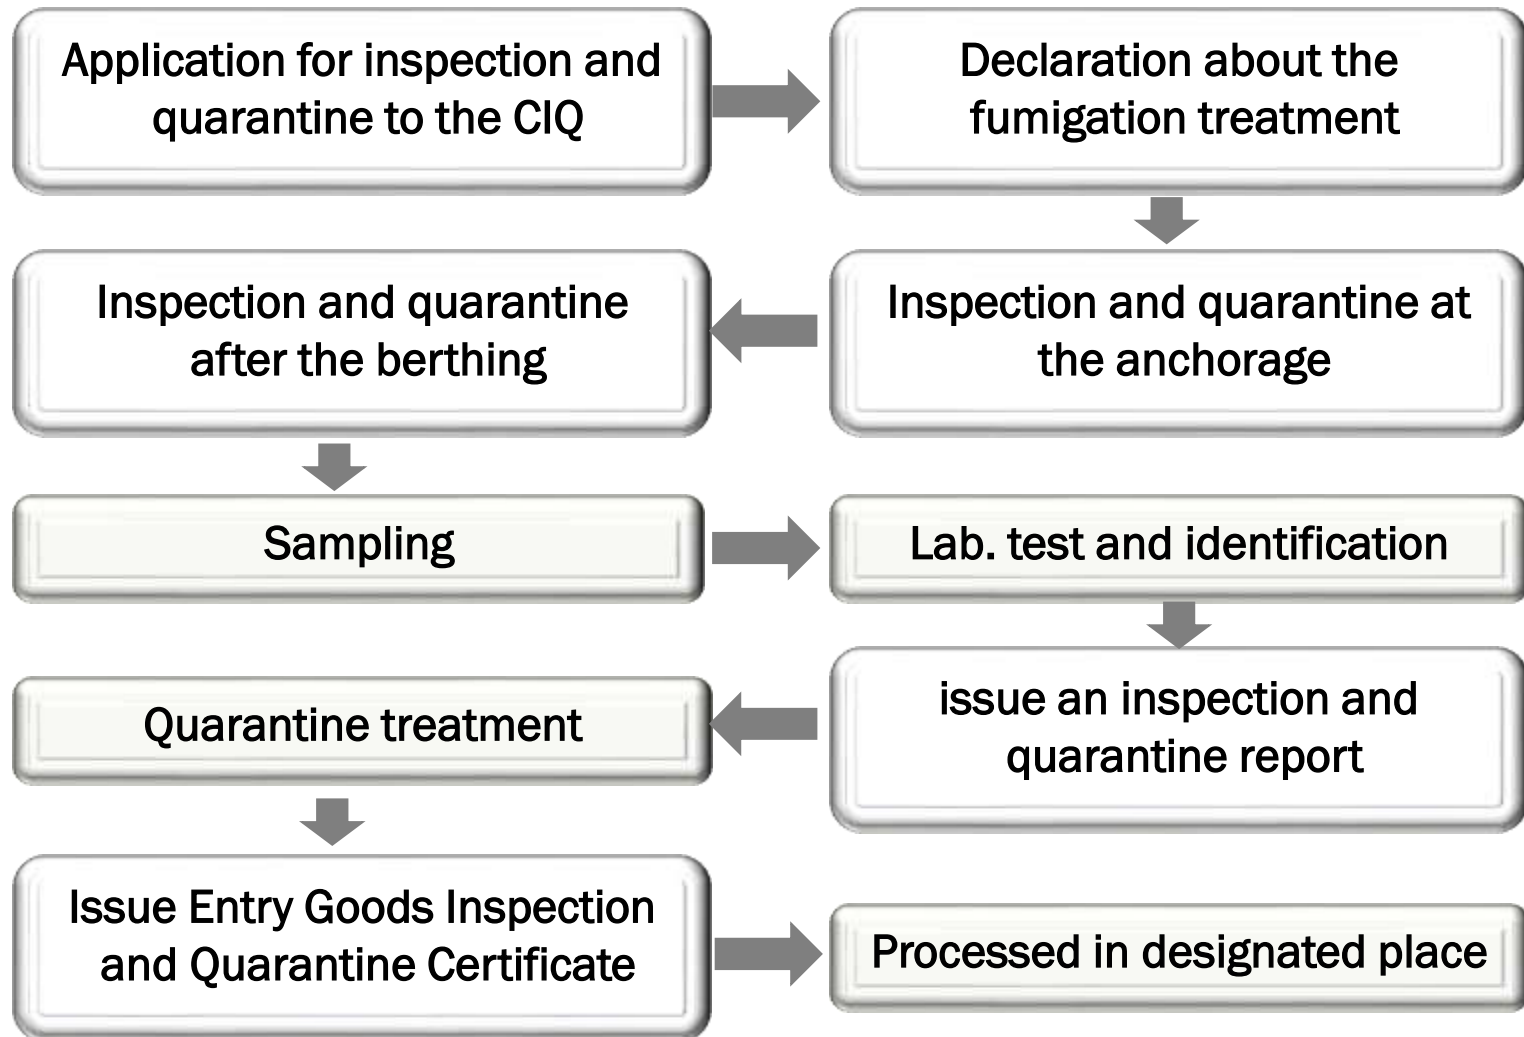 Application for inspection and
quarantine to the CIQ
Declaration about the
fumigation treatment
Inspection and quarantine at
the anchorage
Inspection and quarantine
after the berthing
Sampling
Lab. test and identification
issue an inspection and
quarantine report
Quarantine treatment
Issue Entry Goods Inspection
and Quarantine Certificate
Processed in designated place